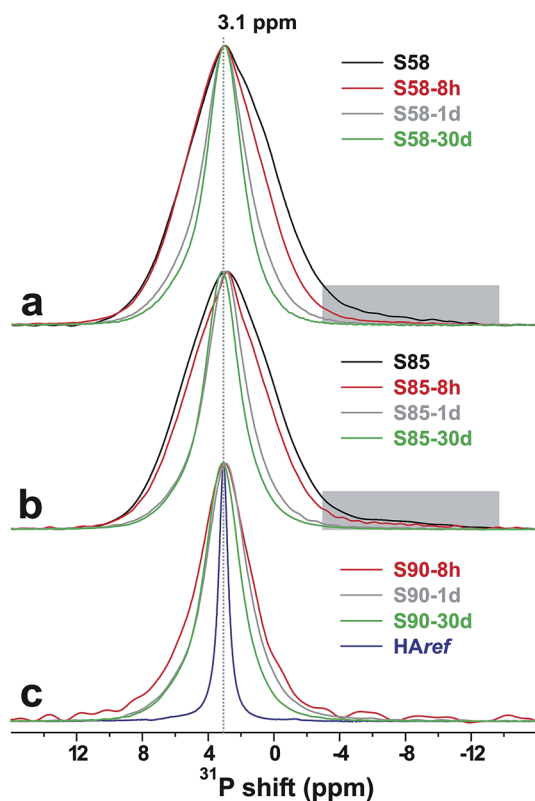 3.1 ppm
S58
S58-8h
S58-1d
S58-30d
a
S85
S85-8h
S85-1d
S85-30d
b
S90-8h
S90-1d
S90-30d
HAref
c
12 8 4 0 -4 -8 -12
³¹P shift (ppm)